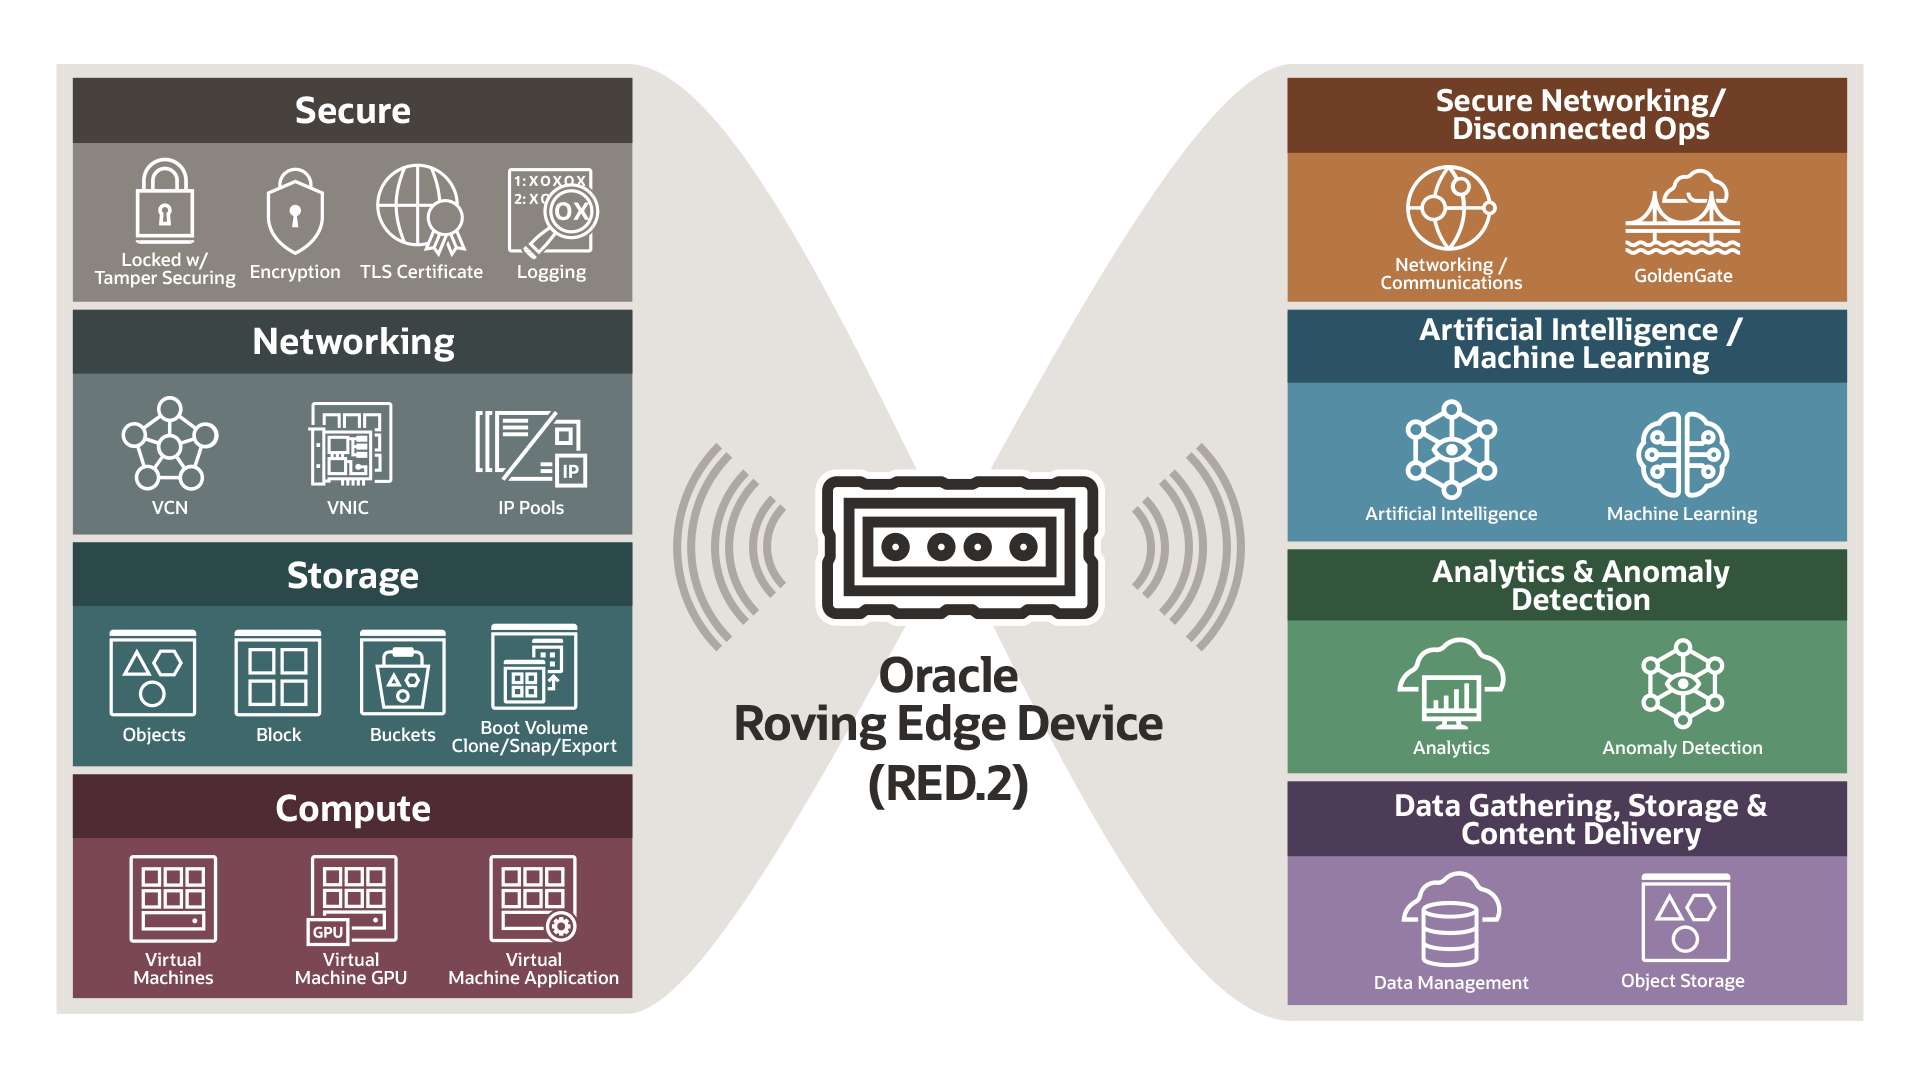 Secure
1: XOXOX
2: XO
OX
Locked w/
Tamper Securing
Encryption
TLS Certificate
Logging
Networking
IP
VCN
VNIC
IP Pools
Storage
Objects
Block
Buckets
Boot Volume
Clone/Snap/Export
Compute
GPU
Virtual
Machines
Virtual
Machine GPU
Virtual
Machine Application
Oracle
Roving Edge Device
(RED.2)
Secure Networking/
Disconnected Ops
Networking /
Communications
GoldenGate
Artificial Intelligence /
Machine Learning
Artificial Intelligence
Machine Learning
Analytics & Anomaly
Detection
Analytics
Anomaly Detection
Data Gathering, Storage &
Content Delivery
Data Management
Object Storage